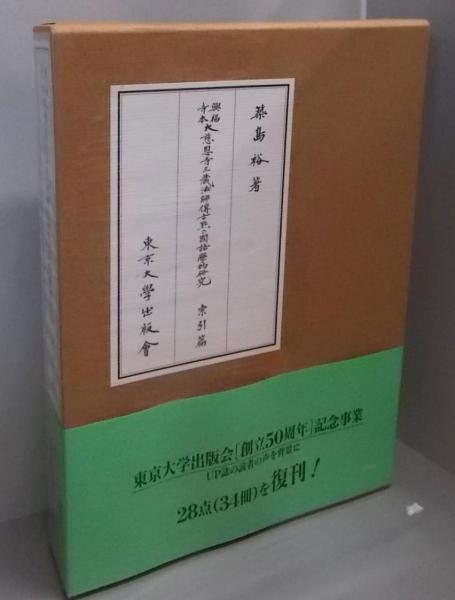 築島裕著
興福寺本大慈恩寺三蔵法師傳古點の國語學的研究 索引篇
東京大學出版會
東京大学出版会［創立50周年］記念事業
UP誌の読者の声を背景に
28点（34冊）を復刊！